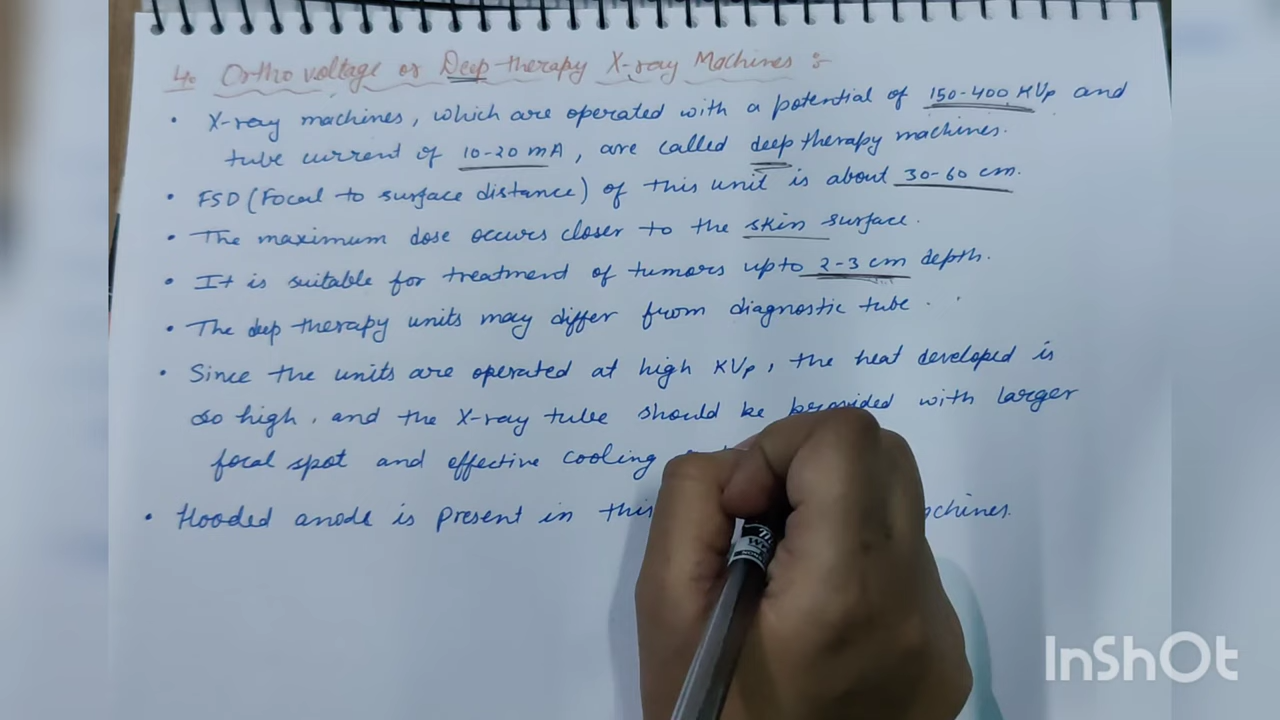 4. Ortho voltage or Deep therapy X-ray Machines :-
• X-ray machines, which are operated with a potential of 150-400 KVp and
tube current of 10-20 mA, are called deep therapy machines.
• FSD (Focal to surface distance) of this unit is about 30-60 cm.
• The maximum dose occurs closer to the skin surface.
• It is suitable for treatment of tumors upto 2-3 cm depth.
• The deep therapy units may differ from diagnostic tube.
• Since the units are operated at high KVp, the heat developed is
so high, and the X-ray tube should be provided with larger
focal spot and effective cooling
• Hooded anode is present in this machines.
InShOt